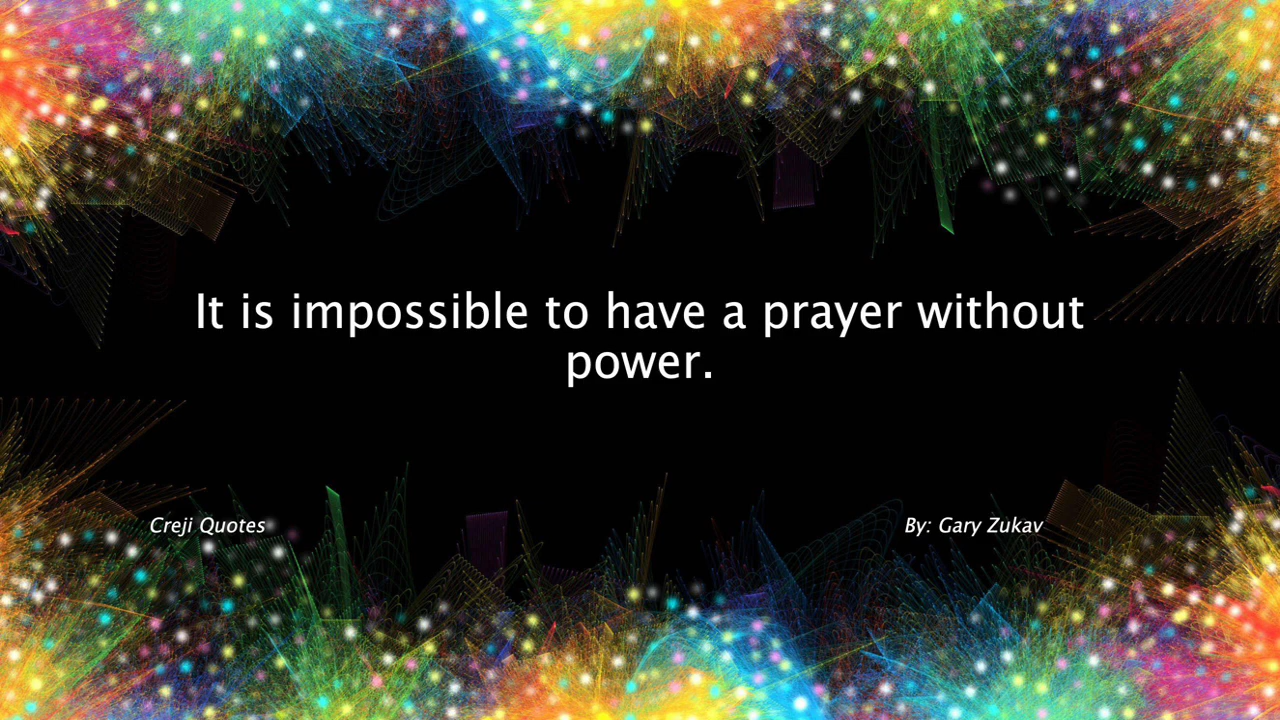 It is impossible to have a prayer without
power.
Creji Quotes
By: Gary Zukav